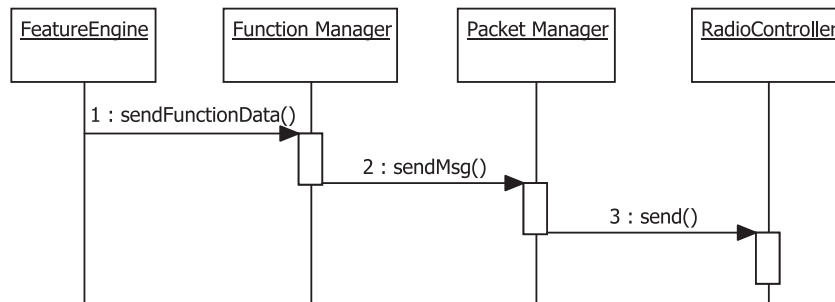 FeatureEngine
Function Manager
Packet Manager
RadioController
1 : sendFunctionData()
2 : sendMsg()
3 : send()